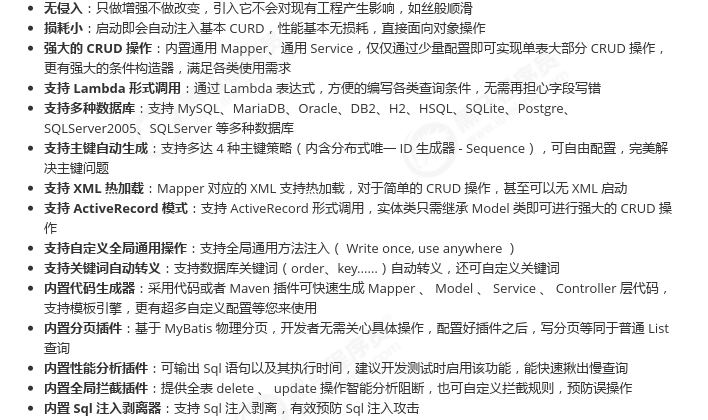 无侵入：只做增强不做改变，引入它不会对现有工程产生影响，如丝般顺滑
损耗小：启动即会自动注入基本 CURD，性能基本无损耗，直接面向对象操作
强大的 CRUD 操作：内置通用 Mapper、通用 Service，仅仅通过少量配置即可实现单表大部分 CRUD 操作，
更有强大的条件构造器，满足各类使用需求
支持 Lambda 形式调用：通过 Lambda 表达式，方便的编写各类查询条件，无需再担心字段写错
支持多种数据库：支持 MySQL、MariaDB、Oracle、DB2、H2、HSQL、SQLite、Postgre、
SQLServer2005、SQLServer 等多种数据库
支持主键自动生成：支持多达 4 种主键策略（内含分布式唯一 ID 生成器 - Sequence），可自由配置，完美解
决主键问题
支持 XML 热加载：Mapper 对应的 XML 支持热加载，对于简单的 CRUD 操作，甚至可以无 XML 启动
支持 ActiveRecord 模式：支持 ActiveRecord 形式调用，实体类只需继承 Model 类即可进行强大的 CRUD 操
作
支持自定义全局通用操作：支持全局通用方法注入（ Write once, use anywhere ）
支持关键词自动转义：支持数据库关键词（order、key......）自动转义，还可自定义关键词
内置代码生成器：采用代码或者 Maven 插件可快速生成 Mapper 、 Model 、 Service 、 Controller 层代码，
支持模板引擎，更有超多自定义配置等您来使用
内置分页插件：基于 MyBatis 物理分页，开发者无需关心具体操作，配置好插件之后，写分页等同于普通 List
查询
内置性能分析插件：可输出 Sql 语句以及其执行时间，建议开发测试时启用该功能，能快速揪出慢查询
内置全局拦截插件：提供全表 delete 、 update 操作智能分析阻断，也可自定义拦截规则，预防误操作
内置 Sql 注入剥离器：支持 Sql 注入剥离，有效预防 Sql 注入攻击